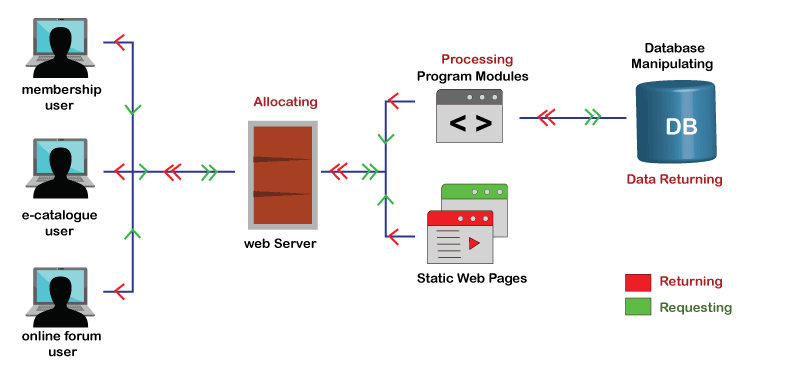 membership
user
e-catalogue
user
online forum
user
Allocating
web Server
Processing
Program Modules
< >
Static Web Pages
Database
Manipulating
DB
Data Returning
Returning
Requesting